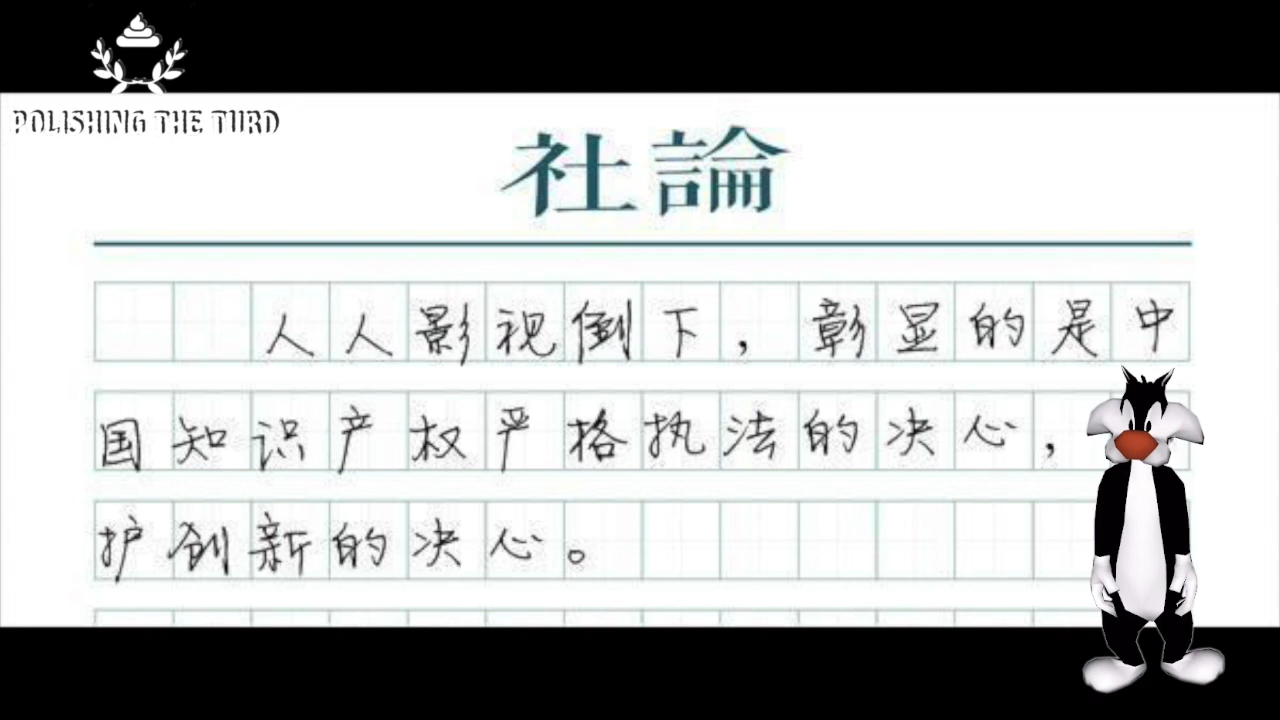 POLISHING THE TURD
社論
人人影视倒下，彰显的是中
国知识产权严格执法的决心，
护创新的决心。